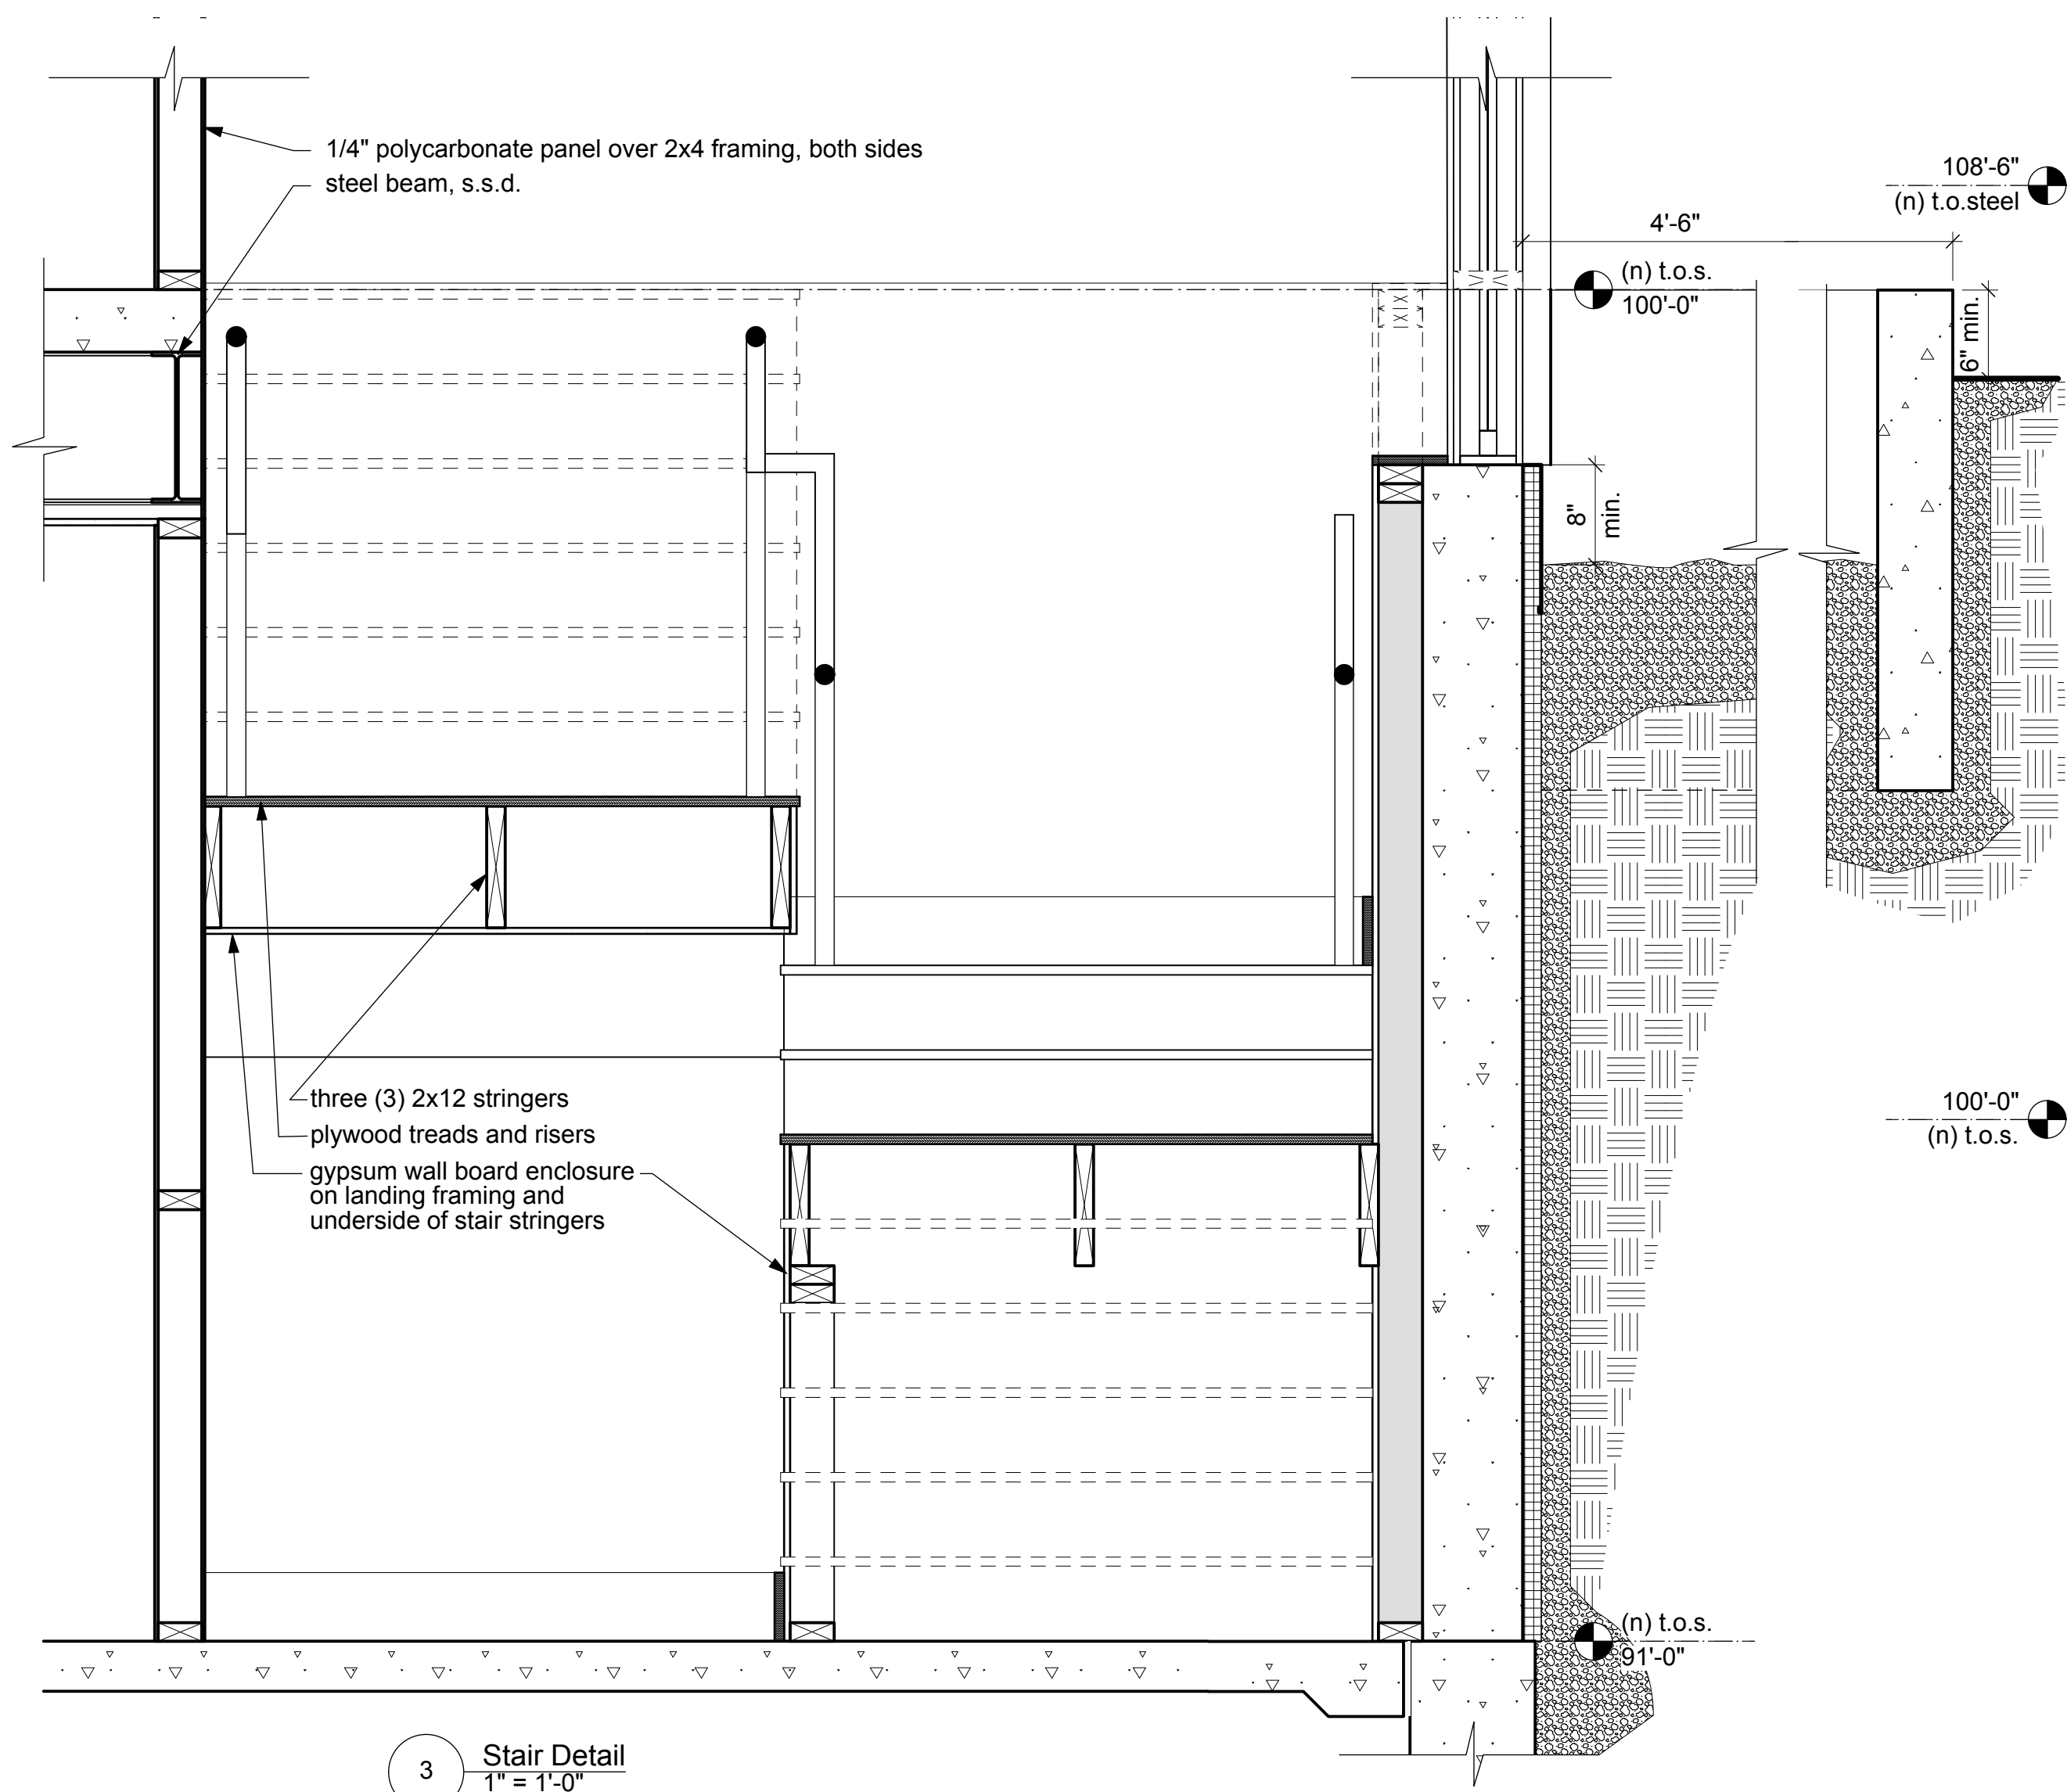 1/4" polycarbonate panel over 2x4 framing, both sides
steel beam, s.s.d.
108'-6"
(n) t.o.steel
4'-6"
(n) t.o.s.
100'-0"
6" min.
8"
min.
three (3) 2x12 stringers
plywood treads and risers
gypsum wall board enclosure
on landing framing and
underside of stair stringers
100'-0"
(n) t.o.s.
(n) t.o.s.
91'-0"
3
Stair Detail
1" = 1'-0"